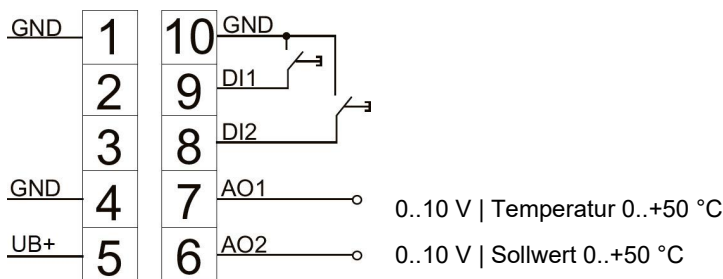 GND 1 10 GND
2 9 DI1
3 8 DI2
GND 4 7 AO1 0..10 V | Temperatur 0..+50 °C
UB+ 5 6 AO2 0..10 V | Sollwert 0..+50 °C